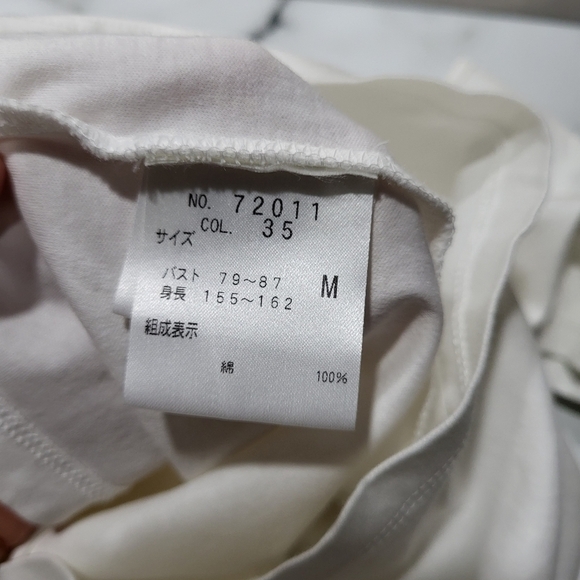 NO. 72011
COL. 35
サイズ
バスト 79～87 M
身長 155～162
組成表示
綿 100%